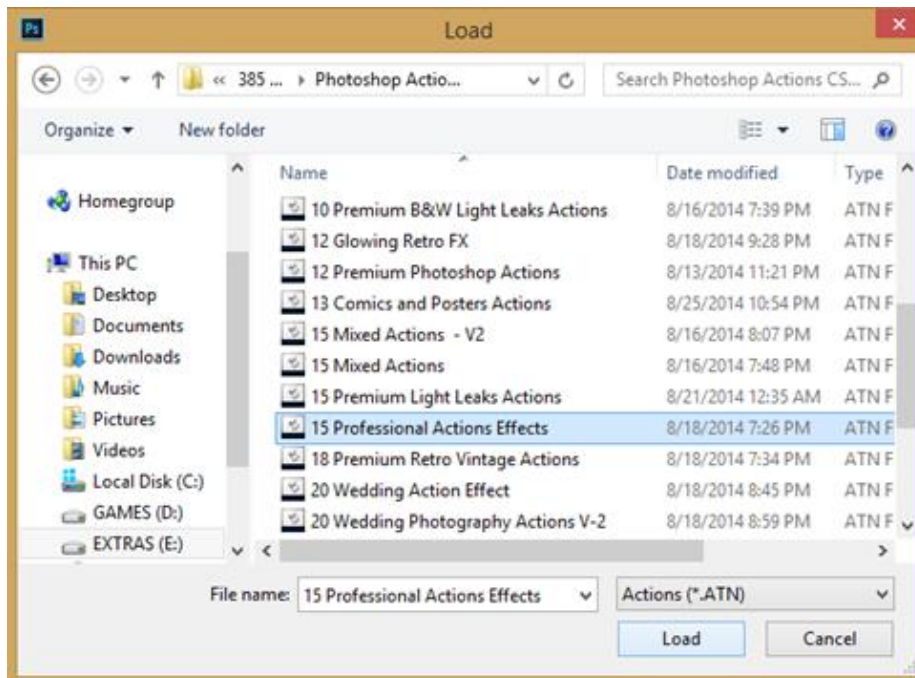 Ps Load
« 385 ... Photoshop Actio... Search Photoshop Actions CS...
Organize New folder
Name Date modified Type
Homegroup
This PC
Desktop
Documents
Downloads
Music
Pictures
Videos
Local Disk (C:)
GAMES (D:)
EXTRAS (E:)
10 Premium B&W Light Leaks Actions 8/16/2014 7:39 PM ATN F
12 Glowing Retro FX 8/18/2014 9:28 PM ATN F
12 Premium Photoshop Actions 8/13/2014 11:21 PM ATN F
13 Comics and Posters Actions 8/25/2014 10:54 PM ATN F
15 Mixed Actions - V2 8/16/2014 8:07 PM ATN F
15 Mixed Actions 8/16/2014 7:48 PM ATN F
15 Premium Light Leaks Actions 8/21/2014 12:35 AM ATN F
15 Professional Actions Effects 8/18/2014 7:26 PM ATN F
18 Premium Retro Vintage Actions 8/18/2014 7:34 PM ATN F
20 Wedding Action Effect 8/18/2014 8:45 PM ATN F
20 Wedding Photography Actions V-2 8/18/2014 8:59 PM ATN F
File name: 15 Professional Actions Effects Actions (*.ATN)
Load Cancel